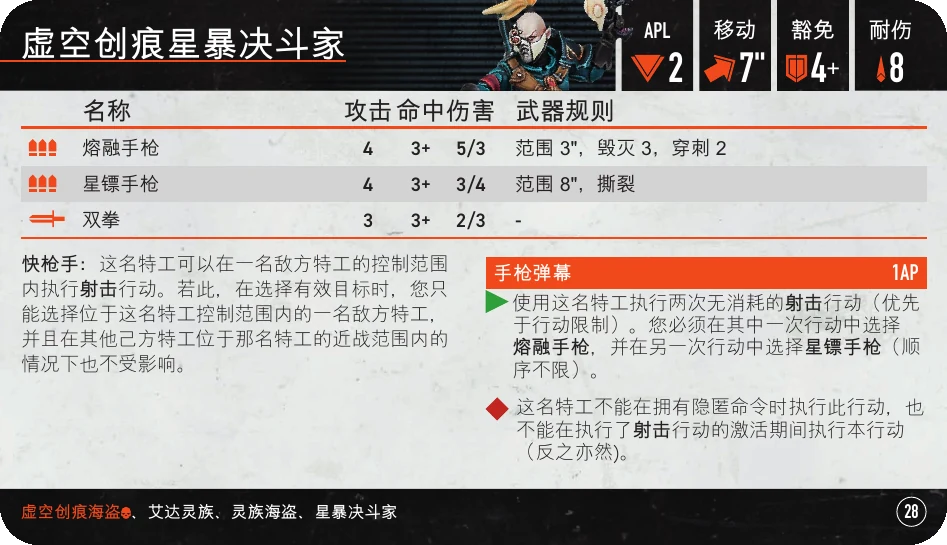 虚空创痕星暴决斗家
APL 移动 豁免 耐伤
2 7" 4+ 8
名称 攻击 命中 伤害 武器规则
熔融手枪 4 3+ 5/3 范围 3"，毁灭 3，穿刺 2
星镖手枪 4 3+ 3/4 范围 8"，撕裂
双拳 3 3+ 2/3 -
快枪手：这名特工可以在一名敌方特工的控制范围
内执行射击行动。若此，在选择有效目标时，您只
能选择位于这名特工控制范围内的一名敌方特工，
并且在其他己方特工位于那名特工的近战范围内的
情况下也不受影响。
手枪弹幕 1AP
使用这名特工执行两次无消耗的射击行动（优先
于行动限制）。您必须在其中一次行动中选择
熔融手枪，并在另一次行动中选择星镖手枪（顺
序不限）。
这名特工不能在拥有隐匿命令时执行此行动，也
不能在执行了射击行动的激活期间执行本行动
（反之亦然)。
虚空创痕海盗、艾达灵族、灵族海盗、星暴决斗家
28